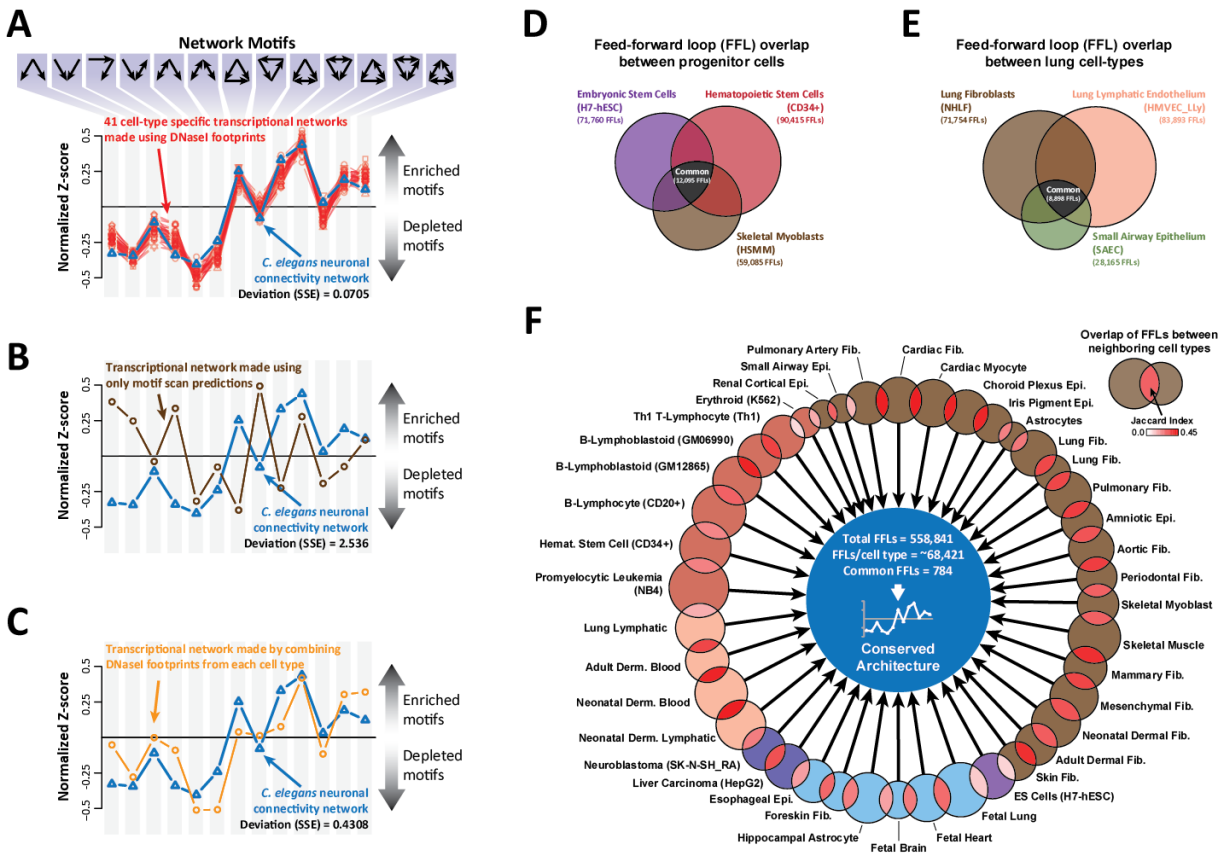 A
Network Motifs
41 cell-type specific transcriptional networks
made using DNaseI footprints
Normalized Z-score
0.5
0.25
-0.25
-0.5
Enriched
motifs
Depleted
motifs
C. elegans neuronal
connectivity network
Deviation (SSE) = 0.0705
B
Transcriptional network made using
only motif scan predictions
Normalized Z-score
0.5
0.25
-0.25
-0.5
Enriched
motifs
Depleted
motifs
C. elegans neuronal
connectivity network
Deviation (SSE) = 2.536
C
Transcriptional network made by combining
DNaseI footprints from each cell type
Normalized Z-score
0.5
0.25
-0.25
-0.5
Enriched
motifs
Depleted
motifs
C. elegans neuronal
connectivity network
Deviation (SSE) = 0.4308
D
Feed-forward loop (FFL) overlap
between progenitor cells
Embryonic Stem Cells
(H7-hESC)
(71,760 FFLs)
Hematopoietic Stem Cells
(CD34+)
(90,415 FFLs)
Common
(12,095 FFLs)
Skeletal Myoblasts
(HSMM)
(59,085 FFLs)
E
Feed-forward loop (FFL) overlap
between lung cell-types
Lung Fibroblasts
(NHLF)
(71,754 FFLs)
Lung Lymphatic Endothelium
(HMVEC_LLy)
(83,893 FFLs)
Common
(8,898 FFLs)
Small Airway Epithelium
(SAEC)
(28,165 FFLs)
F
Overlap of FFLs between
neighboring cell types
Jaccard Index
0.0
0.45
Cardiac Fib.
Cardiac Myocyte
Choroid Plexus Epi.
Iris Pigment Epi.
Astrocytes
Lung Fib.
Lung Fib.
Pulmonary Fib.
Amniotic Epi.
Aortic Fib.
Periodontal Fib.
Skeletal Myoblast
Skeletal Muscle
Mammary Fib.
Mesenchymal Fib.
Neonatal Dermal Fib.
Adult Dermal Fib.
Skin Fib.
ES Cells (H7-hESC)
Fetal Lung
Fetal Heart
Fetal Brain
Hippocampal Astrocyte
Foreskin Fib.
Esophageal Epi.
Liver Carcinoma (HepG2)
Neuroblastoma (SK-N-SH_RA)
Neonatal Derm. Lymphatic
Neonatal Derm. Blood
Adult Derm. Blood
Lung Lymphatic
Promyelocytic Leukemia
(NB4)
Hemat. Stem Cell (CD34+)
B-Lymphocyte (CD20+)
B-Lymphoblastoid (GM12865)
B-Lymphoblastoid (GM06990)
Th1 T-Lymphocyte (Th1)
Erythroid (K562)
Renal Cortical Epi.
Small Airway Epi.
Pulmonary Artery Fib.
Total FFLs = 558,841
FFLs/cell type = ~68,421
Common FFLs = 784
Conserved
Architecture